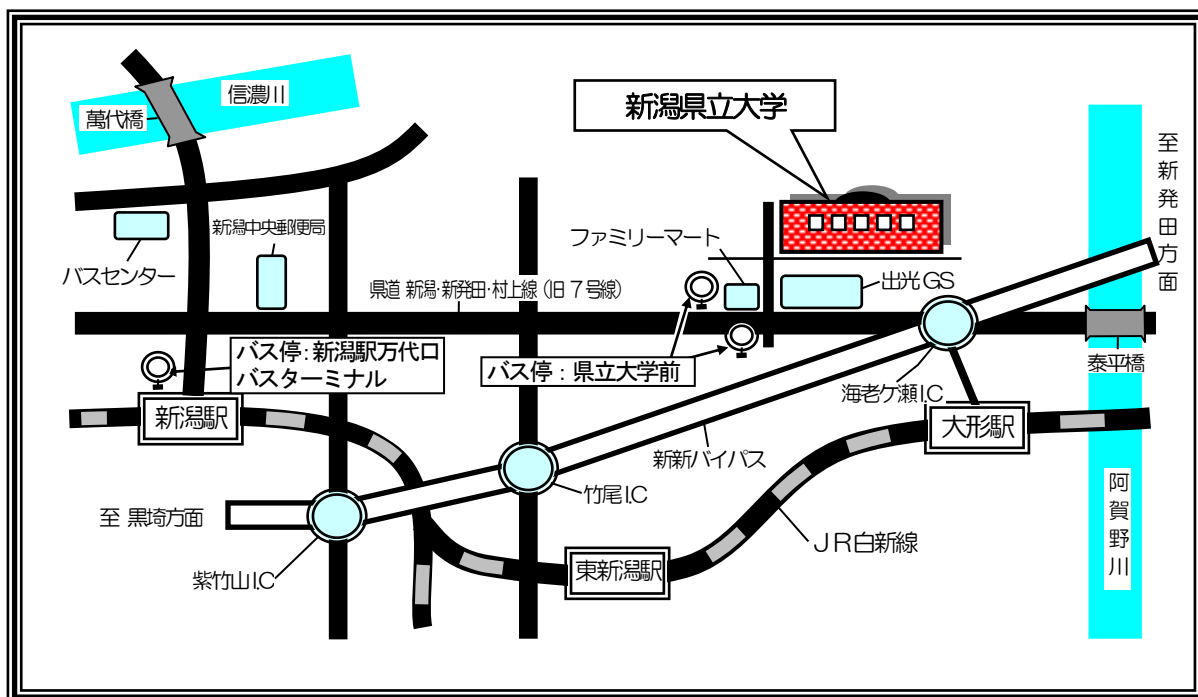 信濃川
萬代橋
新潟県立大学
至新発田方面
新潟中央郵便局
バスセンター
ファミリーマート
出光GS
県道 新潟・新発田・村上線（旧７号線）
バス停：新潟駅万代口
バスターミナル
バス停：県立大学前
泰平橋
海老ケ瀬I.C
新潟駅
大形駅
新新バイパス
竹尾I.C
至 黒埼方面
阿賀野川
ＪＲ白新線
東新潟駅
紫竹山I.C